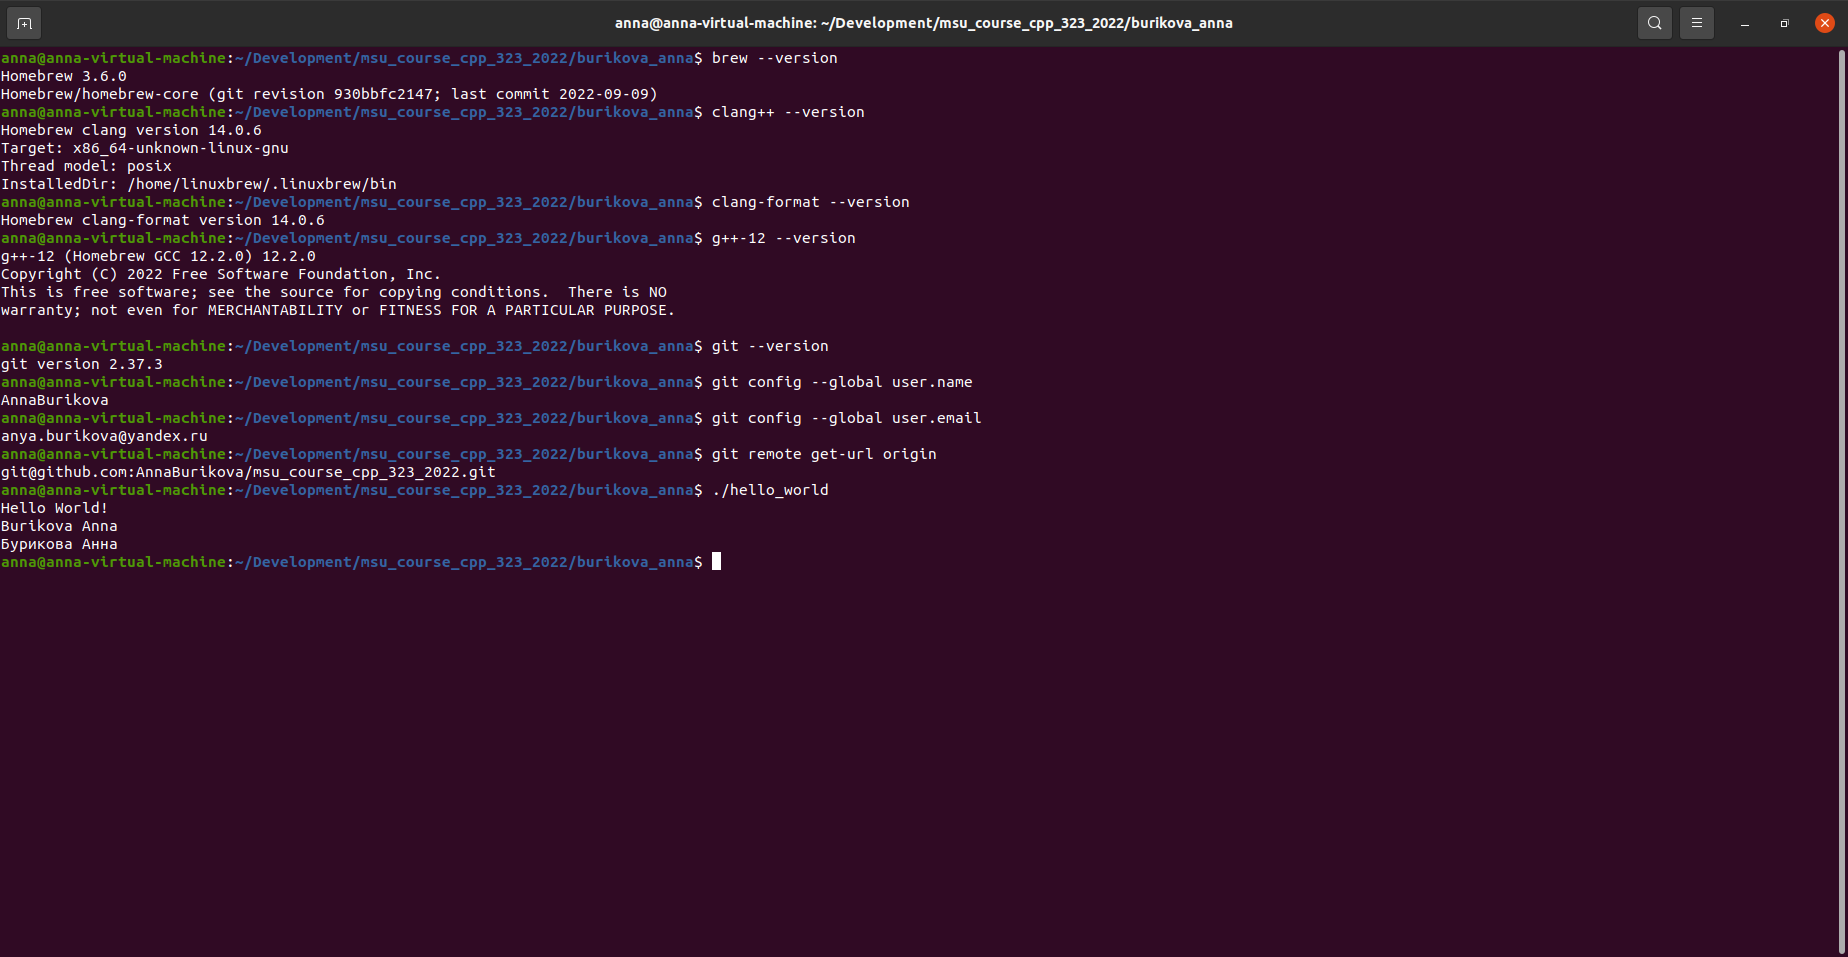 anna@anna-virtual-machine: ~/Development/msu_course_cpp_323_2022/burikova_anna
anna@anna-virtual-machine:~/Development/msu_course_cpp_323_2022/burikova_anna$ brew --version
Homebrew 3.6.0
Homebrew/homebrew-core (git revision 930bbfc2147; last commit 2022-09-09)
anna@anna-virtual-machine:~/Development/msu_course_cpp_323_2022/burikova_anna$ clang++ --version
Homebrew clang version 14.0.6
Target: x86_64-unknown-linux-gnu
Thread model: posix
InstalledDir: /home/linuxbrew/.linuxbrew/bin
anna@anna-virtual-machine:~/Development/msu_course_cpp_323_2022/burikova_anna$ clang-format --version
Homebrew clang-format version 14.0.6
anna@anna-virtual-machine:~/Development/msu_course_cpp_323_2022/burikova_anna$ g++-12 --version
g++-12 (Homebrew GCC 12.2.0) 12.2.0
Copyright (C) 2022 Free Software Foundation, Inc.
This is free software; see the source for copying conditions.  There is NO
warranty; not even for MERCHANTABILITY or FITNESS FOR A PARTICULAR PURPOSE.
anna@anna-virtual-machine:~/Development/msu_course_cpp_323_2022/burikova_anna$ git --version
git version 2.37.3
anna@anna-virtual-machine:~/Development/msu_course_cpp_323_2022/burikova_anna$ git config --global user.name
AnnaBurikova
anna@anna-virtual-machine:~/Development/msu_course_cpp_323_2022/burikova_anna$ git config --global user.email
anya.burikova@yandex.ru
anna@anna-virtual-machine:~/Development/msu_course_cpp_323_2022/burikova_anna$ git remote get-url origin
git@github.com:AnnaBurikova/msu_course_cpp_323_2022.git
anna@anna-virtual-machine:~/Development/msu_course_cpp_323_2022/burikova_anna$ ./hello_world
Hello World!
Burikova Anna
Бурикова Анна
anna@anna-virtual-machine:~/Development/msu_course_cpp_323_2022/burikova_anna$